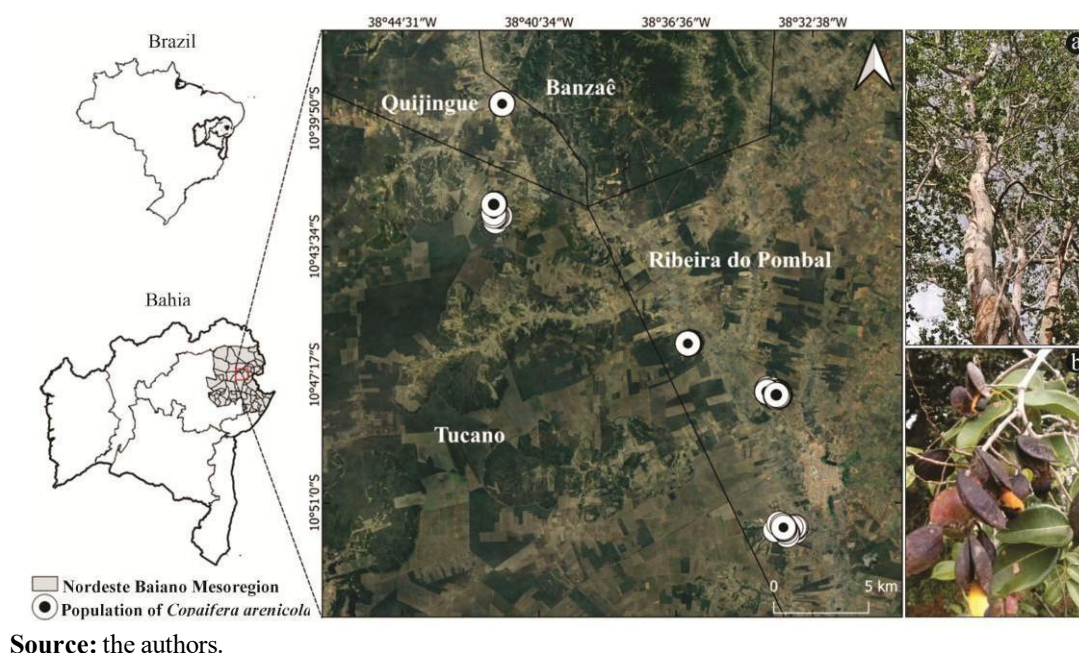 Brazil
Bahia
Nordeste Baiano Mesoregion
Population of Copaifera arenicola
38°44'31"W 38°40'34"W 38°36'36"W 38°32'38"W
10°39'50"S
10°43'34"S
10°47'17"S
10°51'0"S
Quijingue
Banzaê
Ribeira do Pombal
Tucano
0 5 km
a
b
Source: the authors.